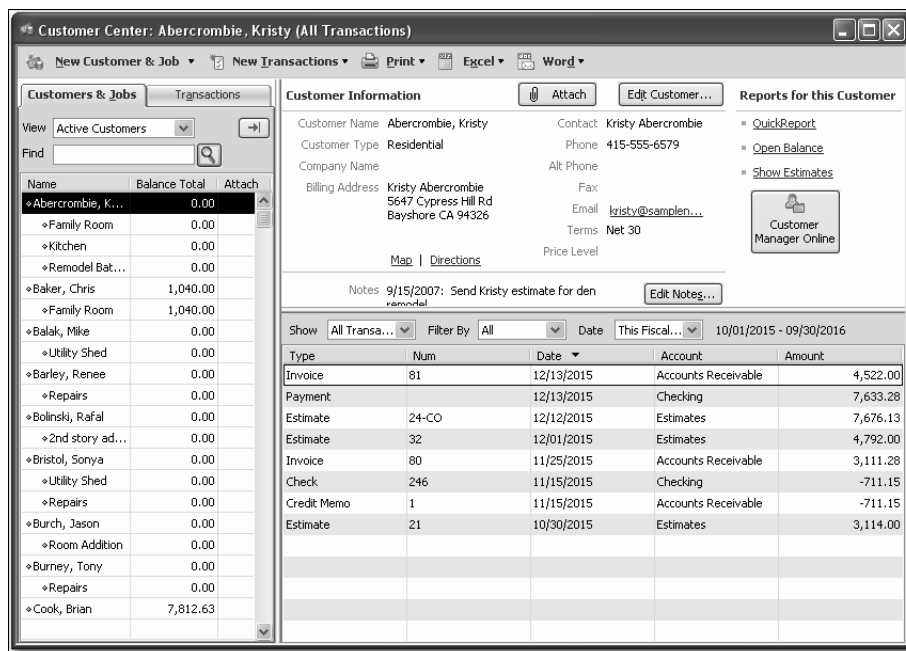 Customer Center: Abercrombie, Kristy (All Transactions)
New Customer & Job New Transactions Print Excel Word
Customers & Jobs Transactions
View Active Customers
Find
Name Balance Total Attach
Abercrombie, K... 0.00
Family Room 0.00
Kitchen 0.00
Remodel Bat... 0.00
Baker, Chris 1,040.00
Family Room 1,040.00
Balak, Mike 0.00
Utility Shed 0.00
Barley, Renee 0.00
Repairs 0.00
Bolinski, Rafal 0.00
2nd story ad... 0.00
Bristol, Sonya 0.00
Utility Shed 0.00
Repairs 0.00
Burch, Jason 0.00
Room Addition 0.00
Burney, Tony 0.00
Repairs 0.00
Cook, Brian 7,812.63
Customer Information Attach Edit Customer...
Customer Name Abercrombie, Kristy
Customer Type Residential
Company Name
Billing Address Kristy Abercrombie
5647 Cypress Hill Rd
Bayshore CA 94326
Map | Directions
Contact Kristy Abercrombie
Phone 415-555-6579
Alt Phone
Fax
Email kristy@samplen...
Terms Net 30
Price Level
Notes 9/15/2007: Send Kristy estimate for den
remodel
Edit Notes...
Reports for this Customer
QuickReport
Open Balance
Show Estimates
Customer
Manager Online
Show All Transa... Filter By All Date This Fiscal... 10/01/2015 - 09/30/2016
Type Num Date Account Amount
Invoice 81 12/13/2015 Accounts Receivable 4,522.00
Payment 12/13/2015 Checking 7,633.28
Estimate 24-CO 12/12/2015 Estimates 7,676.13
Estimate 32 12/01/2015 Estimates 4,792.00
Invoice 80 11/25/2015 Accounts Receivable 3,111.28
Check 246 11/15/2015 Checking -711.15
Credit Memo 1 11/15/2015 Accounts Receivable -711.15
Estimate 21 10/30/2015 Estimates 3,114.00